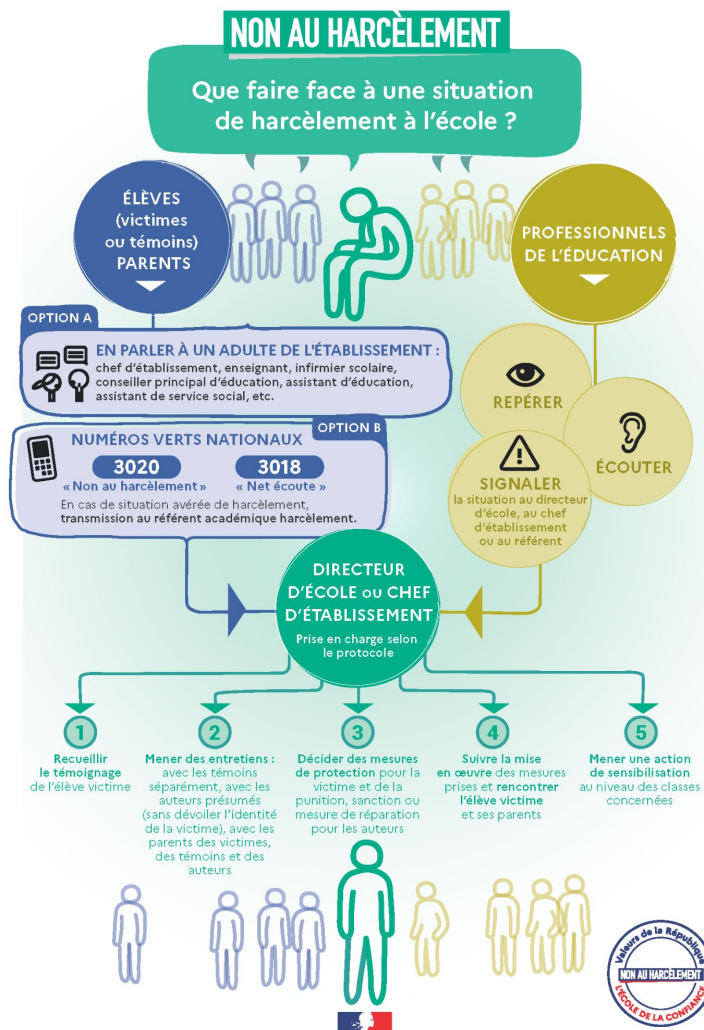 NON AU HARCÈLEMENT
Que faire face à une situation
de harcèlement à l'école ?
ÉLÈVES
(victimes
ou témoins)
PARENTS
PROFESSIONNELS
DE L'ÉDUCATION
OPTION A
EN PARLER À UN ADULTE DE L'ÉTABLISSEMENT :
chef d'établissement, enseignant, infirmier scolaire,
conseiller principal d'éducation, assistant d'éducation,
assistant de service social, etc.
OPTION B
NUMÉROS VERTS NATIONAUX
3020
« Non au harcèlement »
3018
« Net écoute »
En cas de situation avérée de harcèlement,
transmission au référent académique harcèlement.
REPÉRER
ÉCOUTER
SIGNALER
la situation au directeur
d'école, au chef
d'établissement
ou au référent
DIRECTEUR
D'ÉCOLE OU CHEF
D'ÉTABLISSEMENT
Prise en charge selon
le protocole
1
Recueillir
le témoignage
de l'élève victime
2
Mener des entretiens :
avec les témoins
séparément, avec les
auteurs présumés
(sans dévoiler l'identité
de la victime), avec les
parents des victimes,
des témoins et des
auteurs
3
Décider des mesures
de protection pour la
victime et de la
punition, sanction ou
mesure de réparation
pour les auteurs
4
Suivre la mise
en œuvre des mesures
prises et rencontrer
l'élève victime
et ses parents
5
Mener une action
de sensibilisation
au niveau des classes
concernées
Valeurs de la République
NON AU HARCÈLEMENT
L'ÉCOLE DE LA CONFIANCE